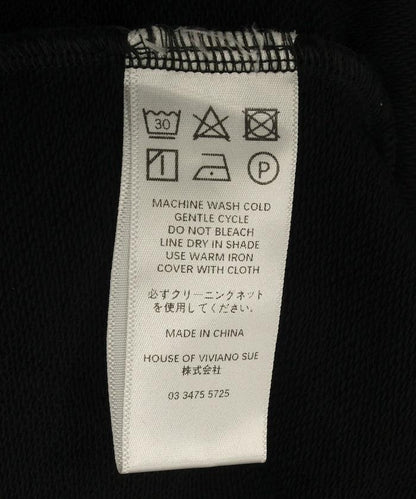 30
P
MACHINE WASH COLD
GENTLE CYCLE
DO NOT BLEACH
LINE DRY IN SHADE
USE WARM IRON
COVER WITH CLOTH
必ずクリーニングネット
を使用してください。
MADE IN CHINA
HOUSE OF VIVIANO SUE
株式会社
03 3475 5725